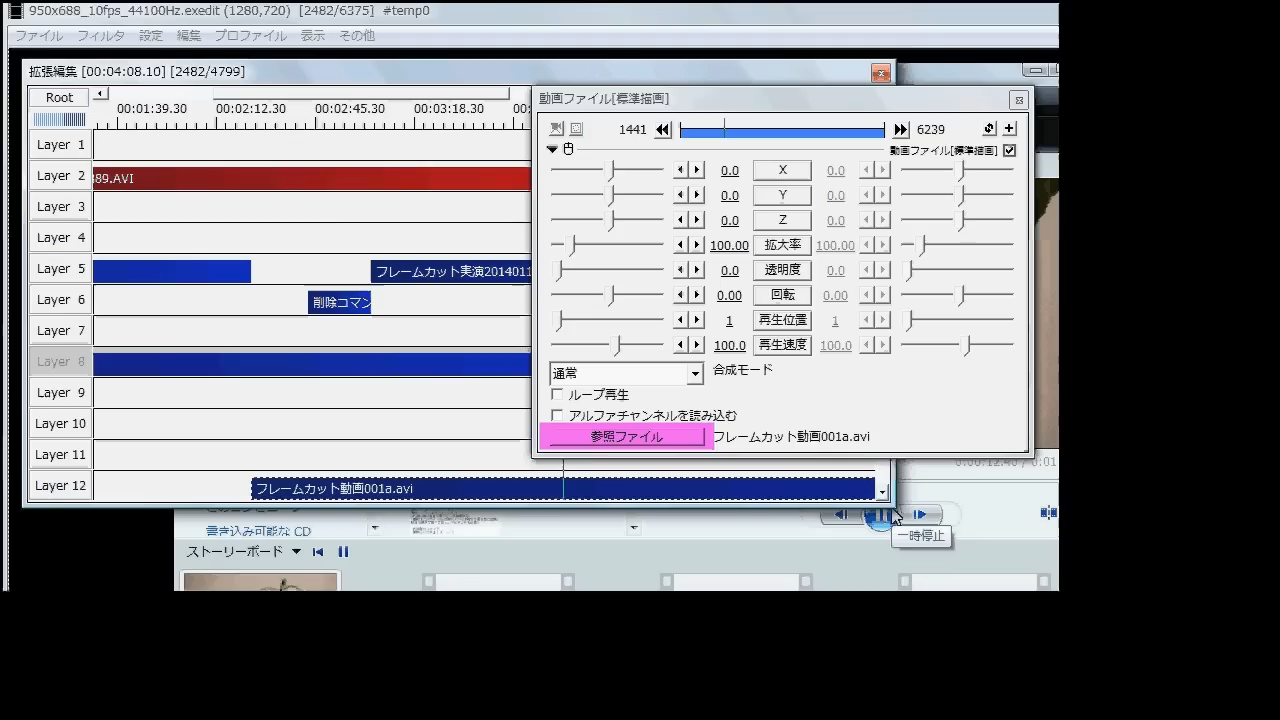 950x688_10fps_44100Hz.exedit (1280,720) [2482/6375] #temp0
ファイル フィルタ 設定 編集 プロファイル 表示 その他
拡張編集 [00:04:08.10] [2482/4799]
Root
00:01:39.30 00:02:12.30 00:02:45.30 00:03:18.30 00:
Layer 1
Layer 2
89.AVI
Layer 3
Layer 4
Layer 5
フレームカット実演2014011
Layer 6
削除コマン
Layer 7
Layer 8
Layer 9
Layer 10
Layer 11
Layer 12
フレームカット動画001a.avi
動画ファイル[標準描画]
1441 6239
動画ファイル[標準描画]
0.0 X 0.0
0.0 Y 0.0
0.0 Z 0.0
100.00 拡大率 100.00
0.0 透明度 0.0
0.00 回転 0.00
1 再生位置 1
100.0 再生速度 100.0
通常 合成モード
ループ再生
アルファチャンネルを読み込む
参照ファイル フレームカット動画001a.avi
0:00:12.40 / 0:01
書き込み可能な CD
一時停止
ストーリーボード